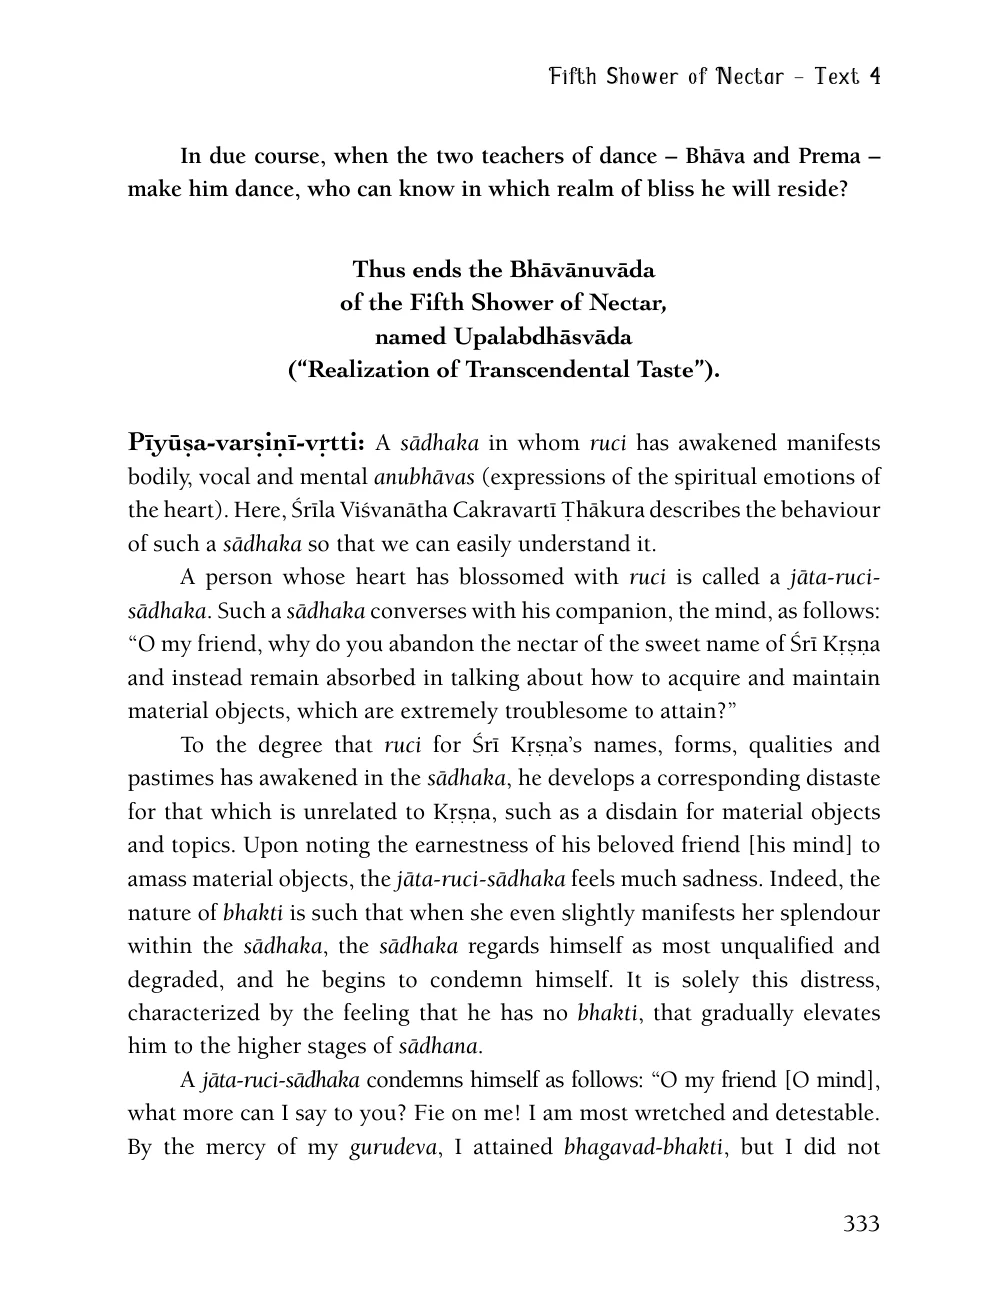 Fifth Shower of Nectar – Text 4
In due course, when the two teachers of dance – Bhāva and Prema –
make him dance, who can know in which realm of bliss he will reside?
Thus ends the Bhāvānuvāda
of the Fifth Shower of Nectar,
named Upalabdhāsvāda
(“Realization of Transcendental Taste”).
Pīyūṣa-varṣiṇī-vṛtti: A sādhaka in whom ruci has awakened manifests
bodily, vocal and mental anubhāvas (expressions of the spiritual emotions of
the heart). Here, Śrīla Viśvanātha Cakravartī Ṭhākura describes the behaviour
of such a sādhaka so that we can easily understand it.
A person whose heart has blossomed with ruci is called a jāta-ruci-
sādhaka. Such a sādhaka converses with his companion, the mind, as follows:
“O my friend, why do you abandon the nectar of the sweet name of Śrī Kṛṣṇa
and instead remain absorbed in talking about how to acquire and maintain
material objects, which are extremely troublesome to attain?”
To the degree that ruci for Śrī Kṛṣṇa’s names, forms, qualities and
pastimes has awakened in the sādhaka, he develops a corresponding distaste
for that which is unrelated to Kṛṣṇa, such as a disdain for material objects
and topics. Upon noting the earnestness of his beloved friend [his mind] to
amass material objects, the jāta-ruci-sādhaka feels much sadness. Indeed, the
nature of bhakti is such that when she even slightly manifests her splendour
within the sādhaka, the sādhaka regards himself as most unqualified and
degraded, and he begins to condemn himself. It is solely this distress,
characterized by the feeling that he has no bhakti, that gradually elevates
him to the higher stages of sādhana.
A jāta-ruci-sādhaka condemns himself as follows: “O my friend [O mind],
what more can I say to you? Fie on me! I am most wretched and detestable.
By the mercy of my gurudeva, I attained bhagavad-bhakti, but I did not
333